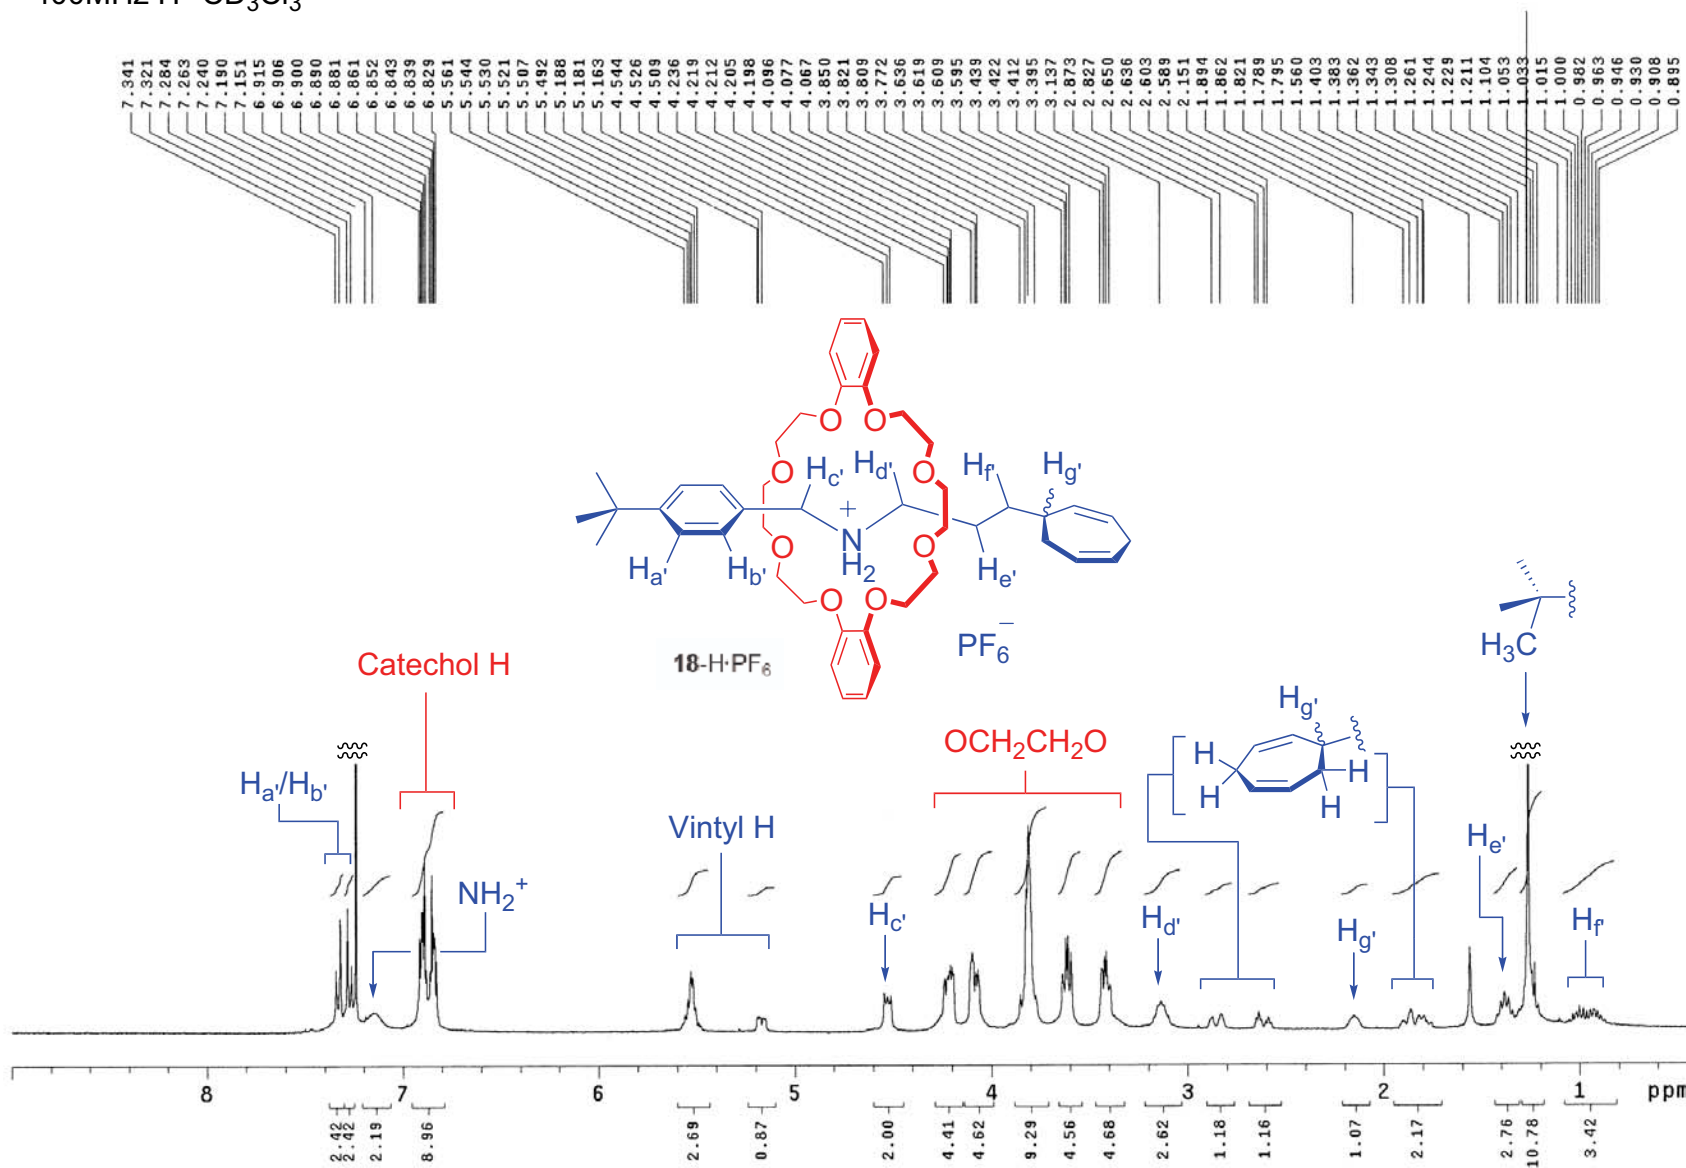 7.341 7.321 7.284 7.263 7.240 7.190 7.151 6.915 6.906 6.900 6.890 6.881 6.861 6.852 6.843 6.839 6.829 5.561 5.544 5.530 5.521 5.507 5.492 5.188 5.181 5.163 4.544 4.526 4.509 4.236 4.219 4.212 4.205 4.198 4.096 4.077 4.067 3.850 3.821 3.809 3.772 3.636 3.619 3.609 3.595 3.439 3.422 3.412 3.395 3.137 2.873 2.827 2.650 2.636 2.603 2.589 2.151 1.894 1.862 1.821 1.789 1.795 1.560 1.403 1.383 1.362 1.343 1.308 1.261 1.244 1.229 1.211 1.104 1.053 1.033 1.015 1.000 0.982 0.963 0.946 0.930 0.908 0.895
O O
Hc' Hd' Hf' Hg'
O O
+
N
H2
O O
Ha' Hb' He'
O O
PF6−
18-H·PF6
Catechol H
H3C
Hg'
OCH2CH2O
H H
H H
Ha'/Hb'
Vintyl H
He'
NH2+
Hc' Hd' Hg' Hf'
8 7 6 5 4 3 2 1 ppm
2.42 2.42 2.19 8.96 2.69 0.87 2.00 4.41 4.62 9.29 4.56 4.68 2.62 1.18 1.16 1.07 2.17 2.76 10.78 3.42